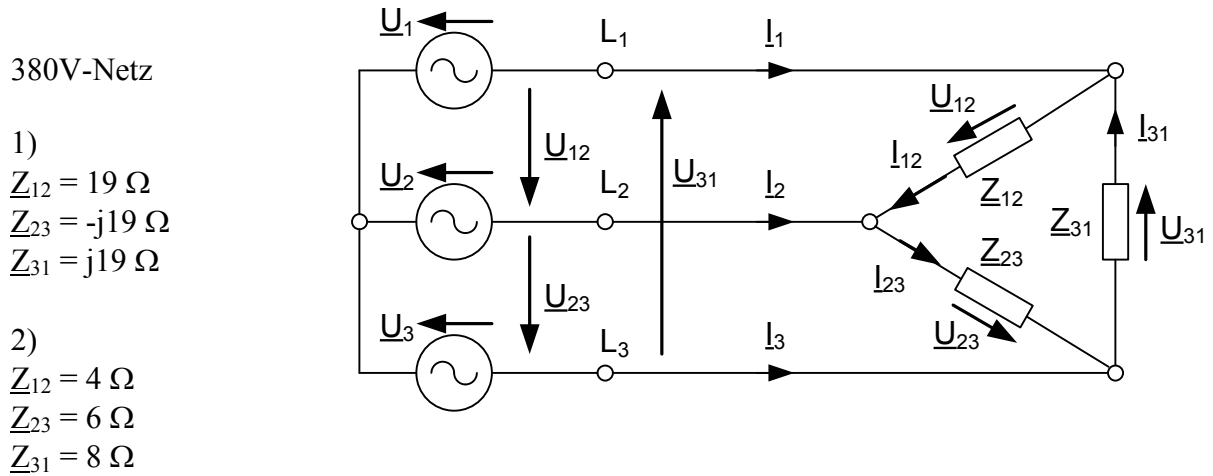 380V-Netz
1)
Z12 = 19 Ω
Z23 = -j19 Ω
Z31 = j19 Ω
2)
Z12 = 4 Ω
Z23 = 6 Ω
Z31 = 8 Ω
U1
L1
I1
U12
U12
I31
I12
U2
L2
U31
I2
Z12
Z31
U31
Z23
I23
U23
U3
L3
I3
U23